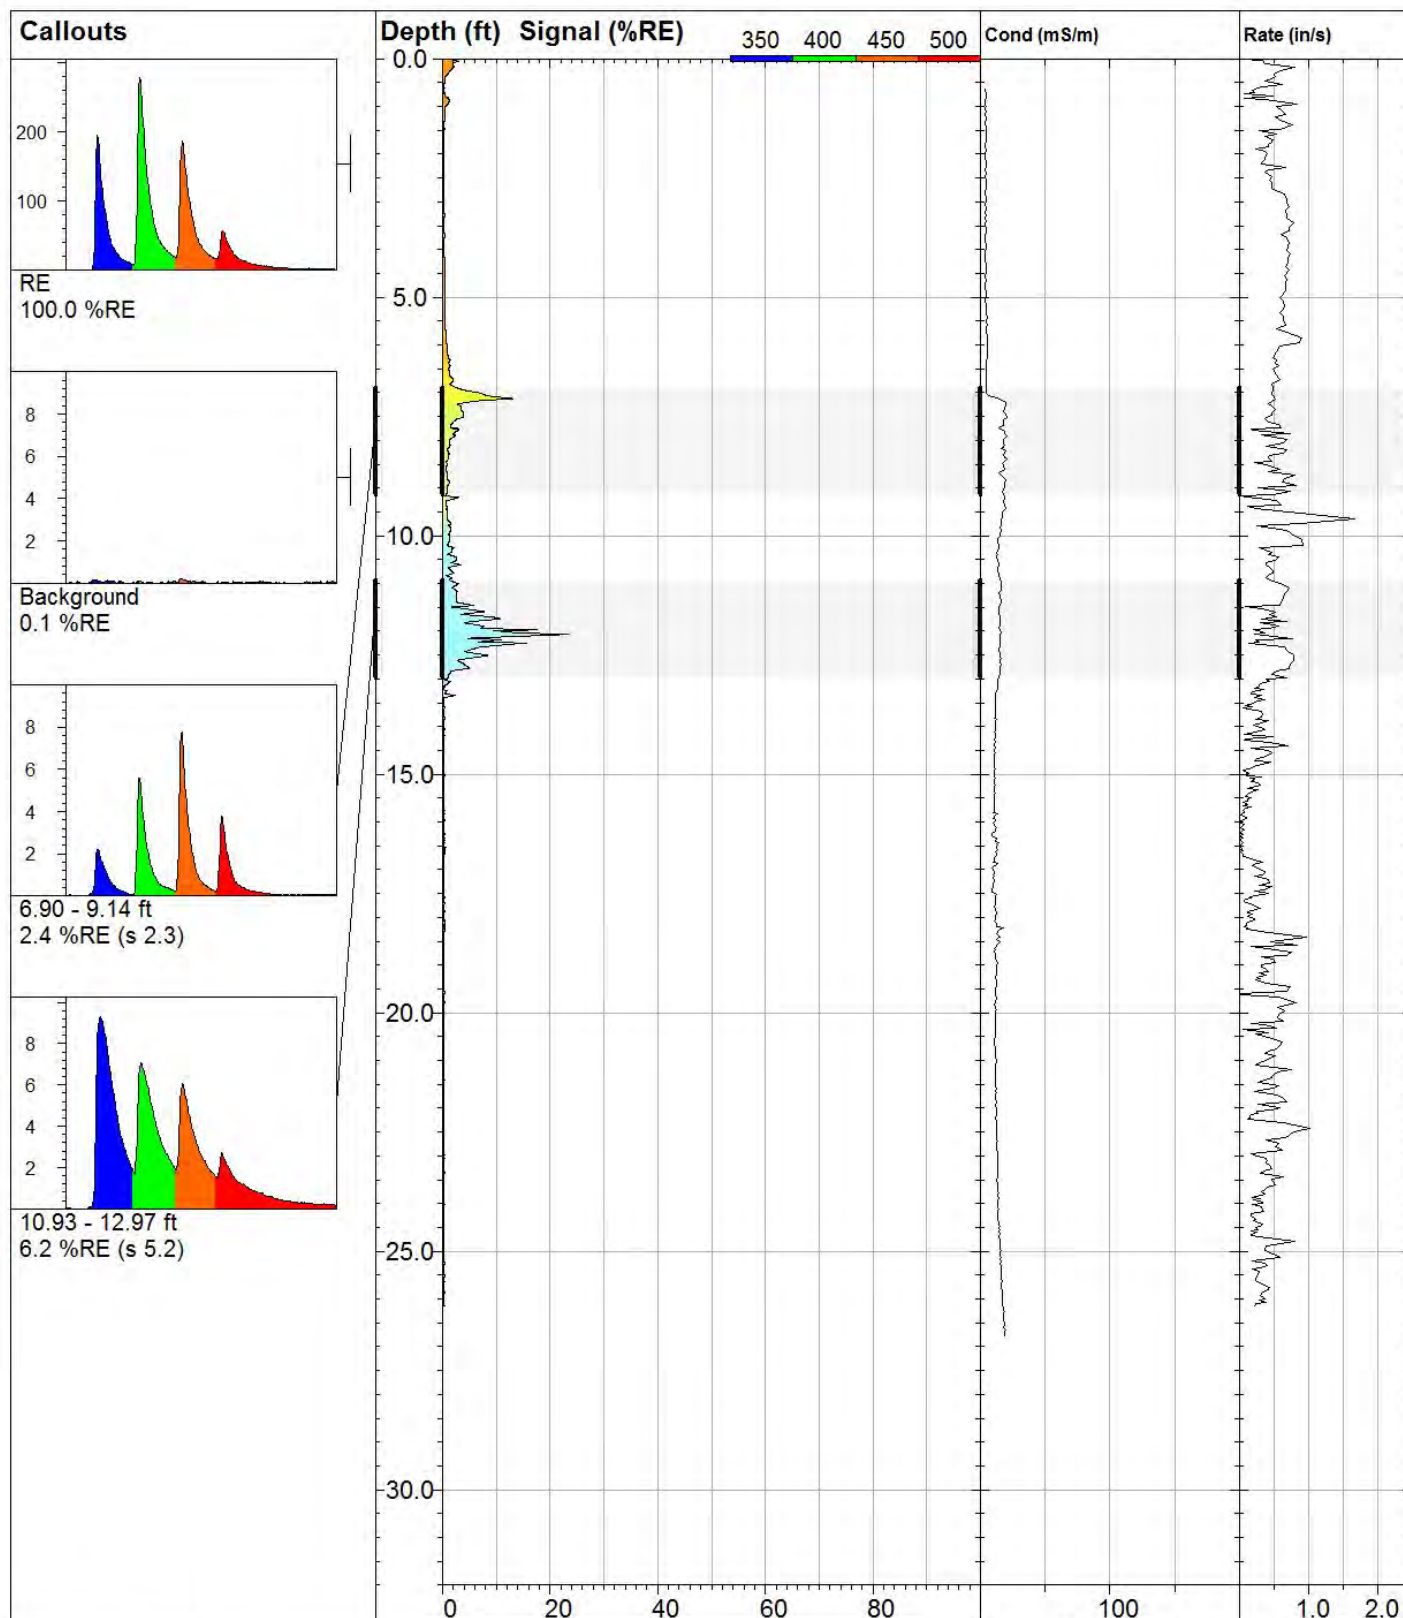 Callouts
Depth (ft) Signal (%RE)
350 400 450 500
Cond (mS/m)
Rate (in/s)
200
100
RE
100.0 %RE
8
6
4
2
Background
0.1 %RE
8
6
4
2
6.90 - 9.14 ft
2.4 %RE (s 2.3)
8
6
4
2
10.93 - 12.97 ft
6.2 %RE (s 5.2)
0.0
5.0
10.0
15.0
20.0
25.0
30.0
0 20 40 60 80
100
1.0 2.0